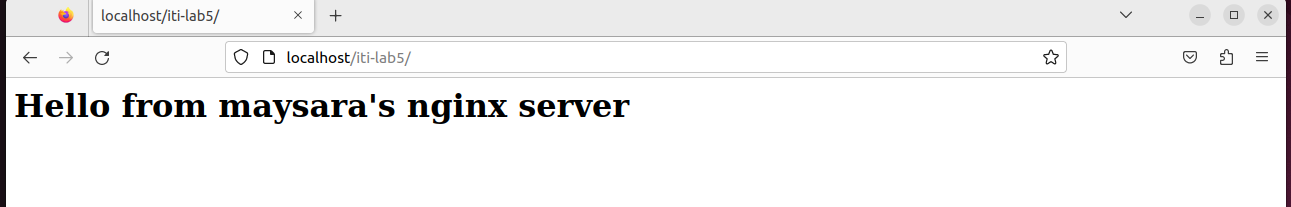 localhost/iti-lab5/
localhost/iti-lab5/
Hello from maysara's nginx server